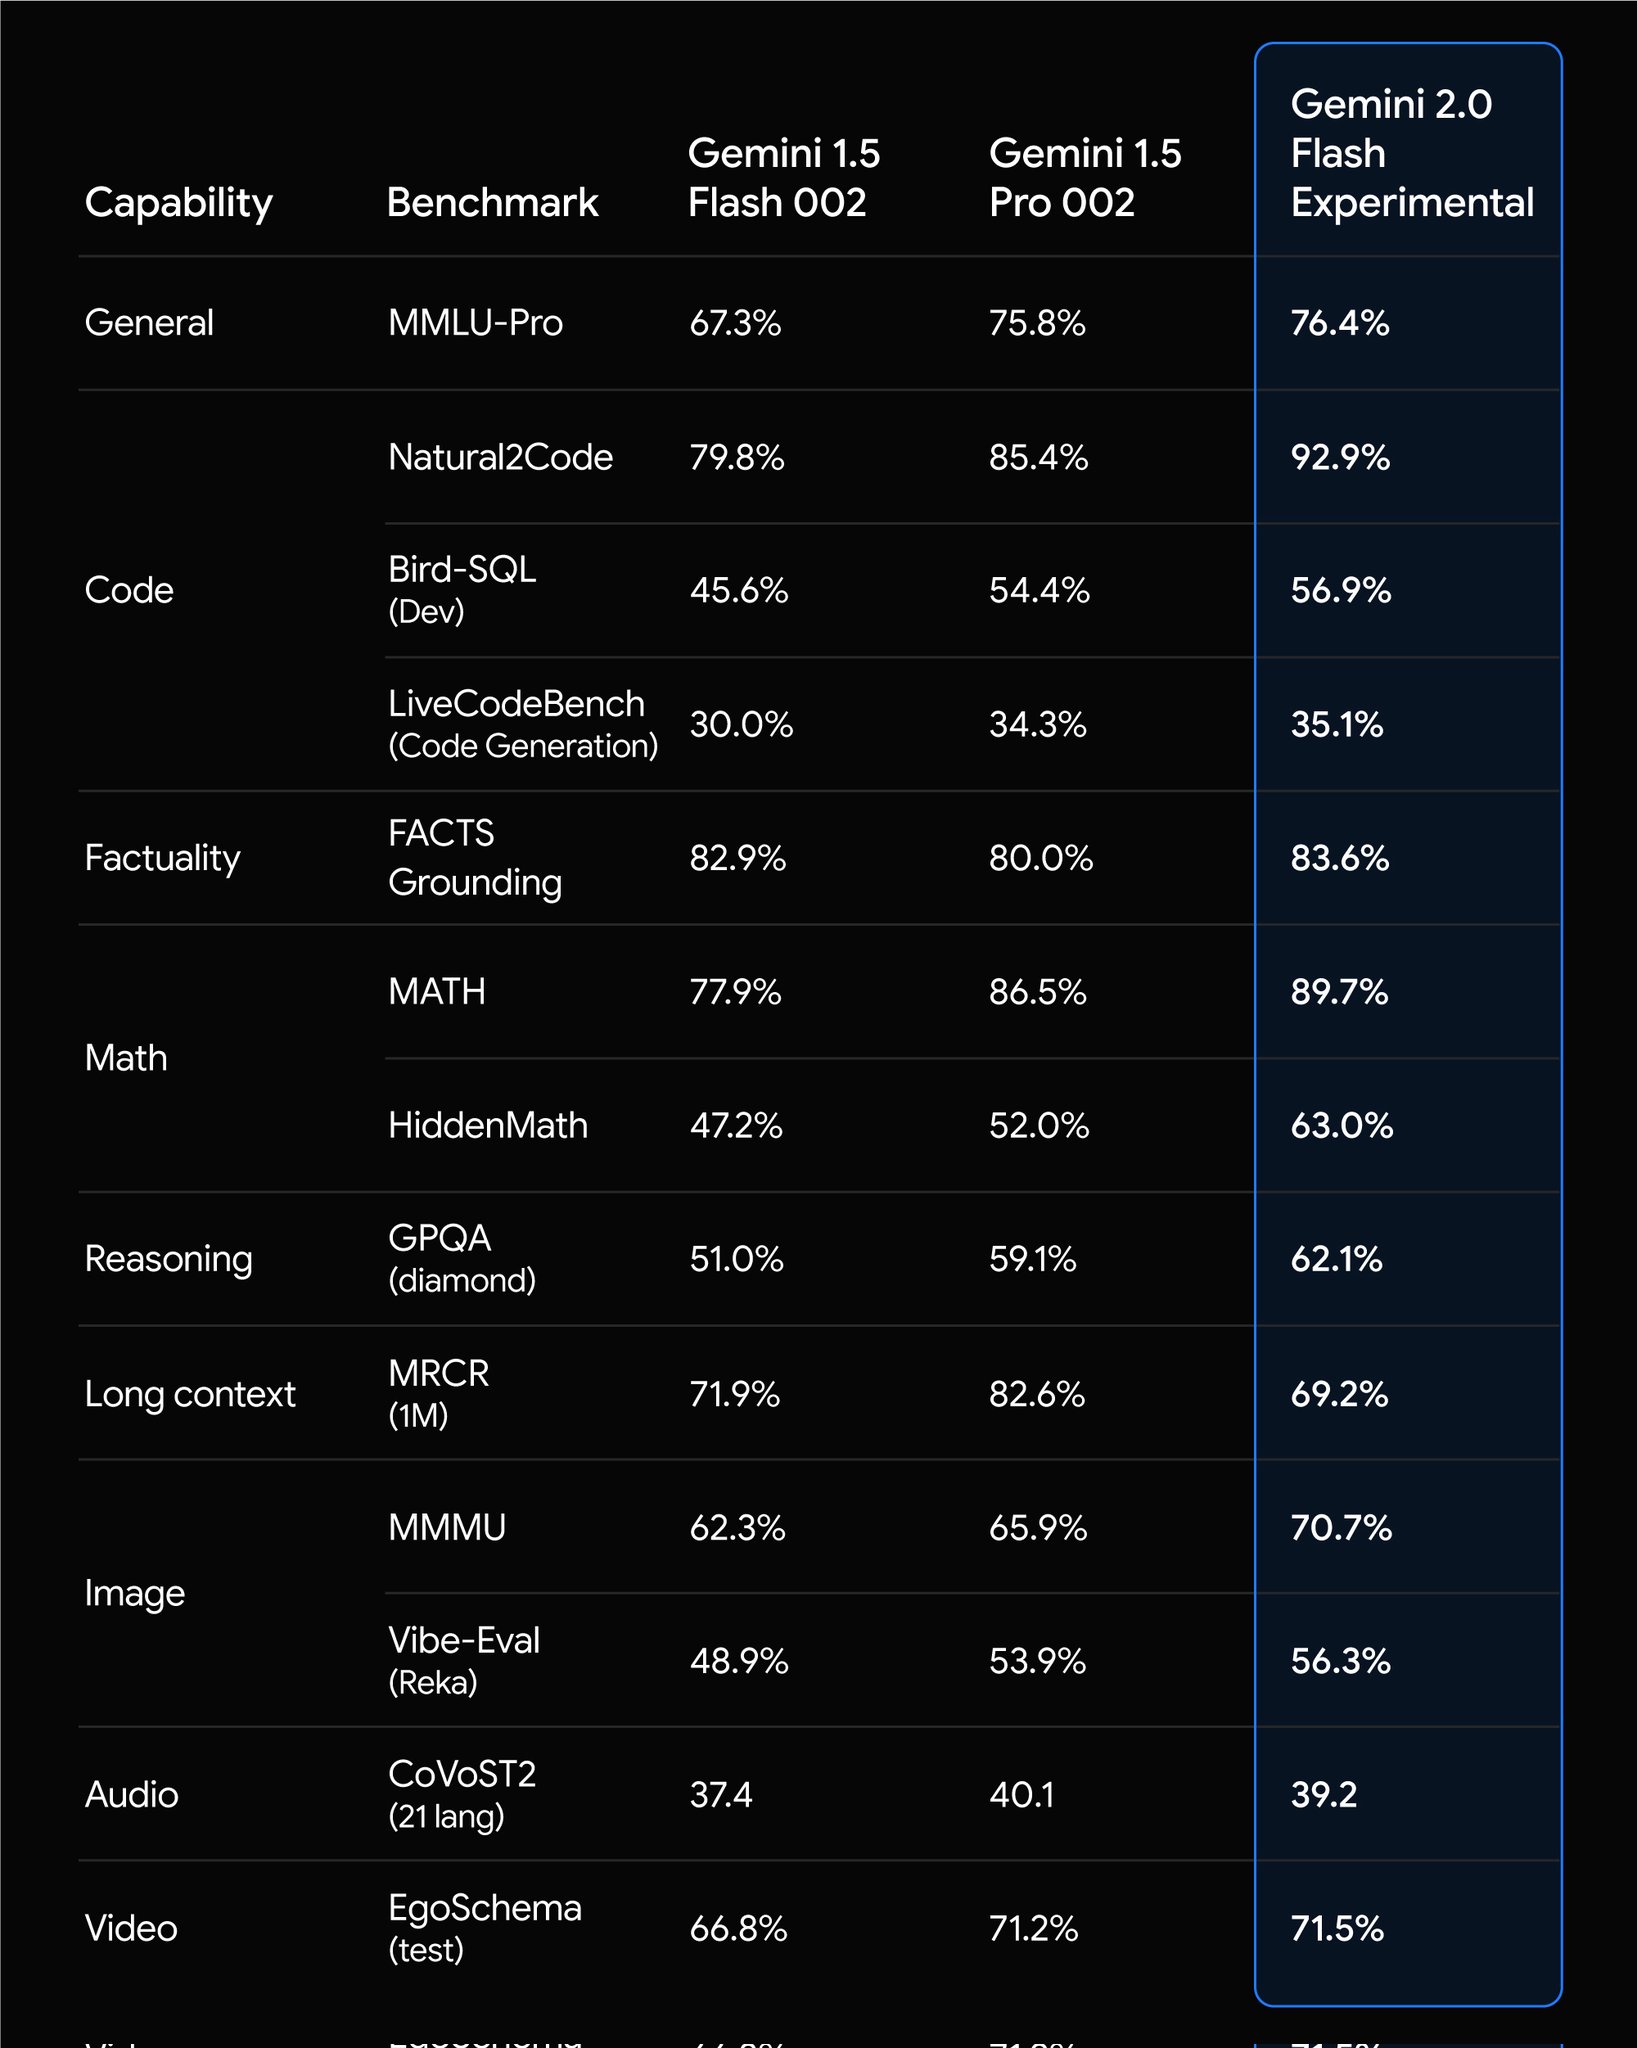 Capability Benchmark Gemini 1.5 Flash 002 Gemini 1.5 Pro 002 Gemini 2.0 Flash Experimental
General MMLU-Pro 67.3% 75.8% 76.4%
Code
Natural2Code 79.8% 85.4% 92.9%
Bird-SQL (Dev) 45.6% 54.4% 56.9%
LiveCodeBench (Code Generation) 30.0% 34.3% 35.1%
Factuality FACTS Grounding 82.9% 80.0% 83.6%
Math
MATH 77.9% 86.5% 89.7%
HiddenMath 47.2% 52.0% 63.0%
Reasoning GPQA (diamond) 51.0% 59.1% 62.1%
Long context MRCR (1M) 71.9% 82.6% 69.2%
Image
MMMU 62.3% 65.9% 70.7%
Vibe-Eval (Reka) 48.9% 53.9% 56.3%
Audio CoVoST2 (21 lang) 37.4 40.1 39.2
Video EgoSchema (test) 66.8% 71.2% 71.5%